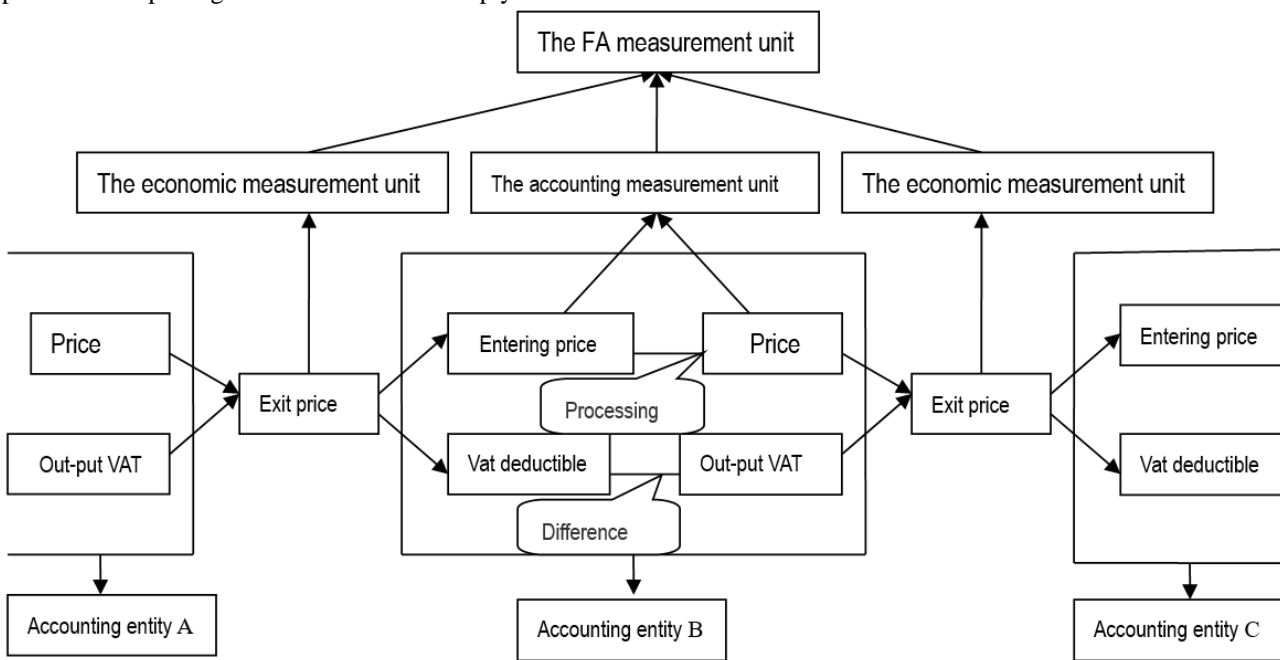 The FA measurement unit
The economic measurement unit
The accounting measurement unit
The economic measurement unit
Price
Entering price
Price
Entering price
Exit price
Processing
Exit price
Out-put VAT
Vat deductible
Out-put VAT
Vat deductible
Difference
Accounting entity A
Accounting entity B
Accounting entity C